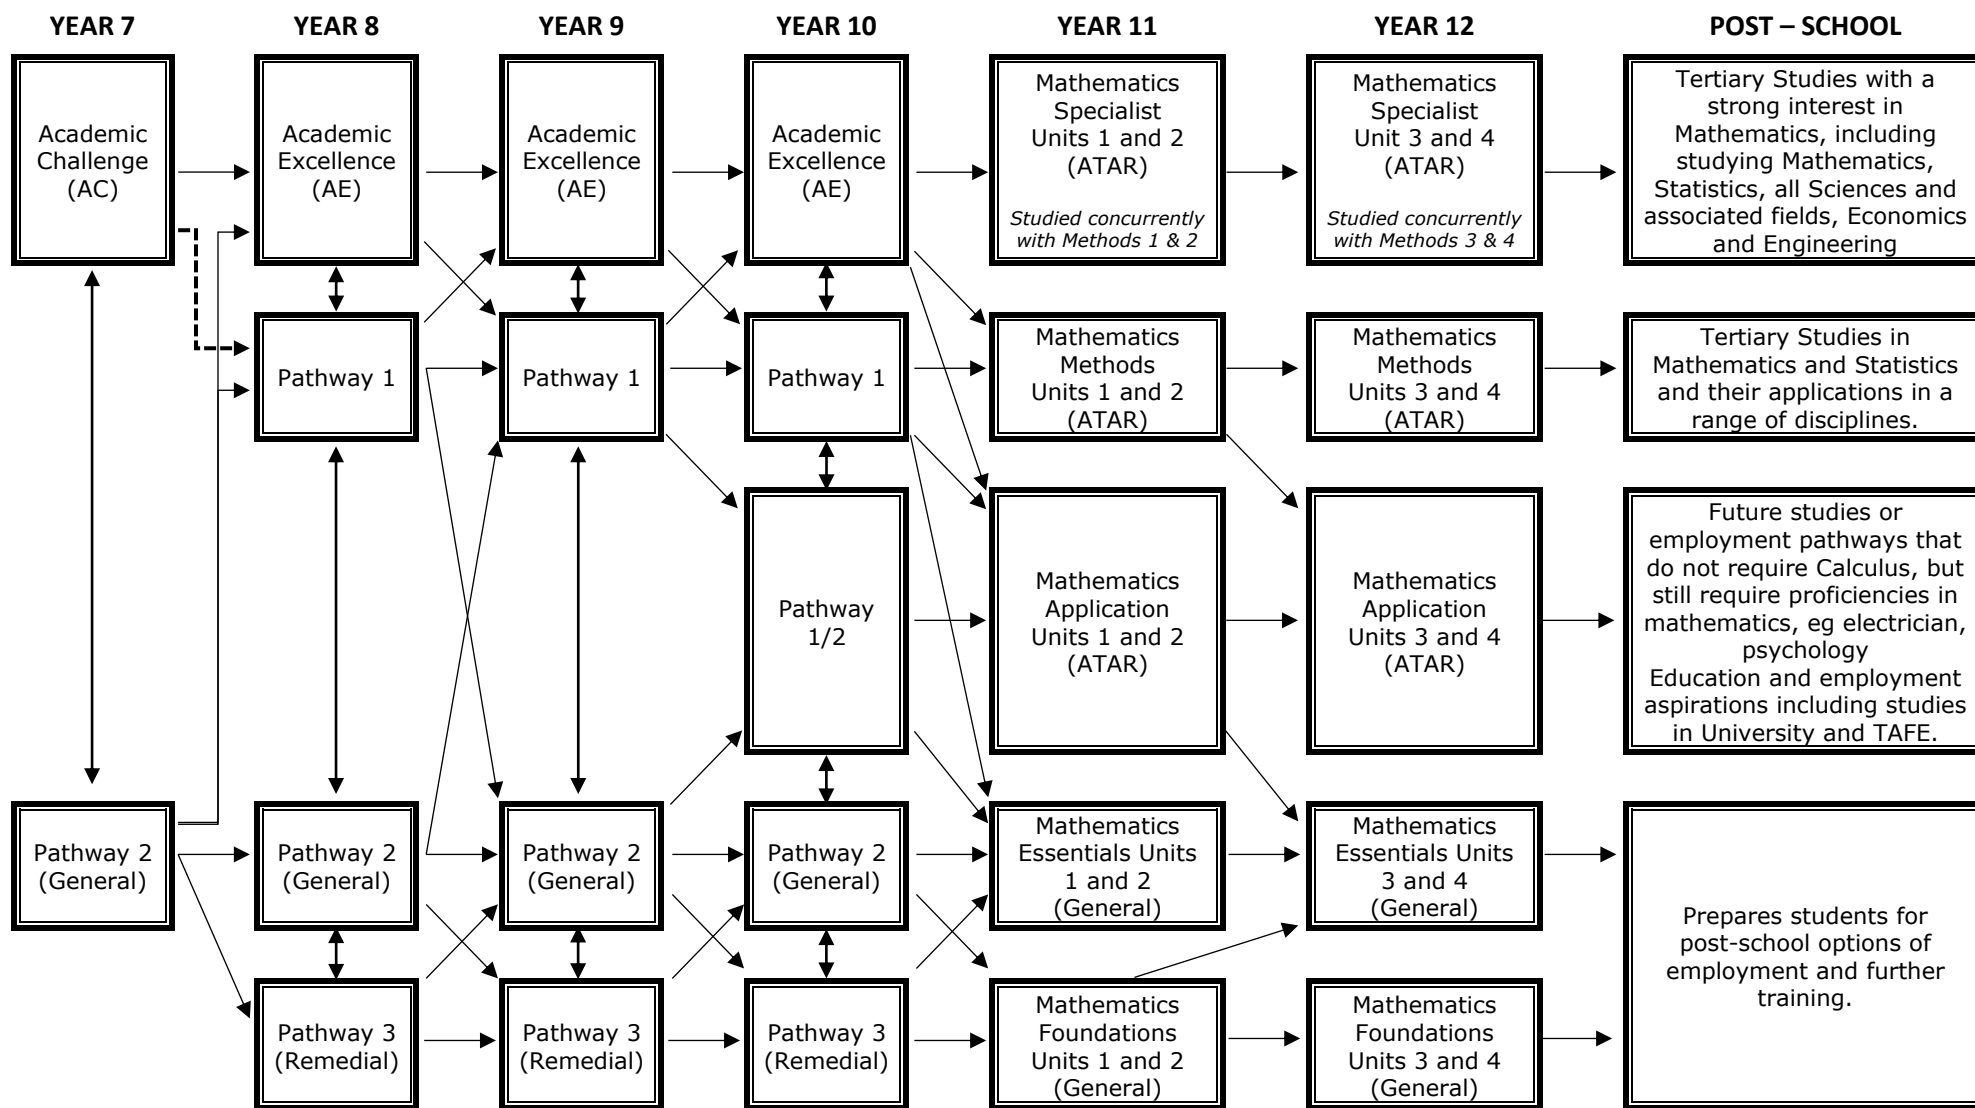 YEAR 7
YEAR 8
YEAR 9
YEAR 10
YEAR 11
YEAR 12
POST – SCHOOL
Academic
Challenge
(AC)
Academic
Excellence
(AE)
Academic
Excellence
(AE)
Academic
Excellence
(AE)
Mathematics
Specialist
Units 1 and 2
(ATAR)
Studied concurrently
with Methods 1 & 2
Mathematics
Specialist
Unit 3 and 4
(ATAR)
Studied concurrently
with Methods 3 & 4
Tertiary Studies with a
strong interest in
Mathematics, including
studying Mathematics,
Statistics, all Sciences and
associated fields, Economics
and Engineering
Pathway 1
Pathway 1
Pathway 1
Mathematics
Methods
Units 1 and 2
(ATAR)
Mathematics
Methods
Units 3 and 4
(ATAR)
Tertiary Studies in
Mathematics and Statistics
and their applications in a
range of disciplines.
Pathway
1/2
Mathematics
Application
Units 1 and 2
(ATAR)
Mathematics
Application
Units 3 and 4
(ATAR)
Future studies or
employment pathways that
do not require Calculus, but
still require proficiencies in
mathematics, eg electrician,
psychology
Education and employment
aspirations including studies
in University and TAFE.
Pathway 2
(General)
Pathway 2
(General)
Pathway 2
(General)
Pathway 2
(General)
Mathematics
Essentials Units
1 and 2
(General)
Mathematics
Essentials Units
3 and 4
(General)
Prepares students for
post-school options of
employment and further
training.
Pathway 3
(Remedial)
Pathway 3
(Remedial)
Pathway 3
(Remedial)
Mathematics
Foundations
Units 1 and 2
(General)
Mathematics
Foundations
Units 3 and 4
(General)